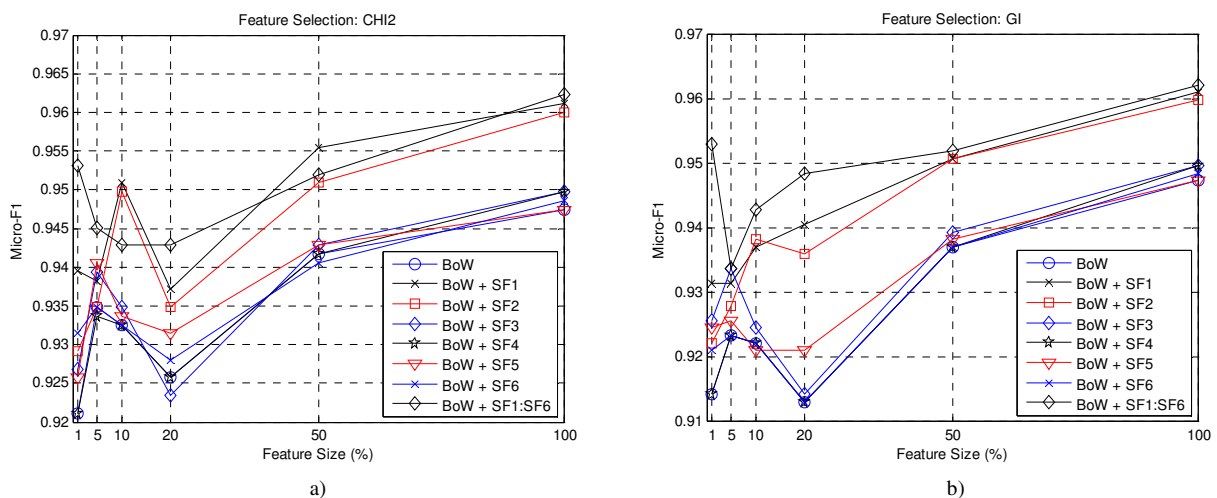 Feature Selection: CHI2
0.97
0.965
0.96
0.955
0.95
0.945
0.94
0.935
0.93
0.925
0.92
Micro-F1
1 5 10 20 50 100
Feature Size (%)
BoW
BoW + SF1
BoW + SF2
BoW + SF3
BoW + SF4
BoW + SF5
BoW + SF6
BoW + SF1:SF6
a)
Feature Selection: GI
0.97
0.96
0.95
0.94
0.93
0.92
0.91
Micro-F1
1 5 10 20 50 100
Feature Size (%)
BoW
BoW + SF1
BoW + SF2
BoW + SF3
BoW + SF4
BoW + SF5
BoW + SF6
BoW + SF1:SF6
b)